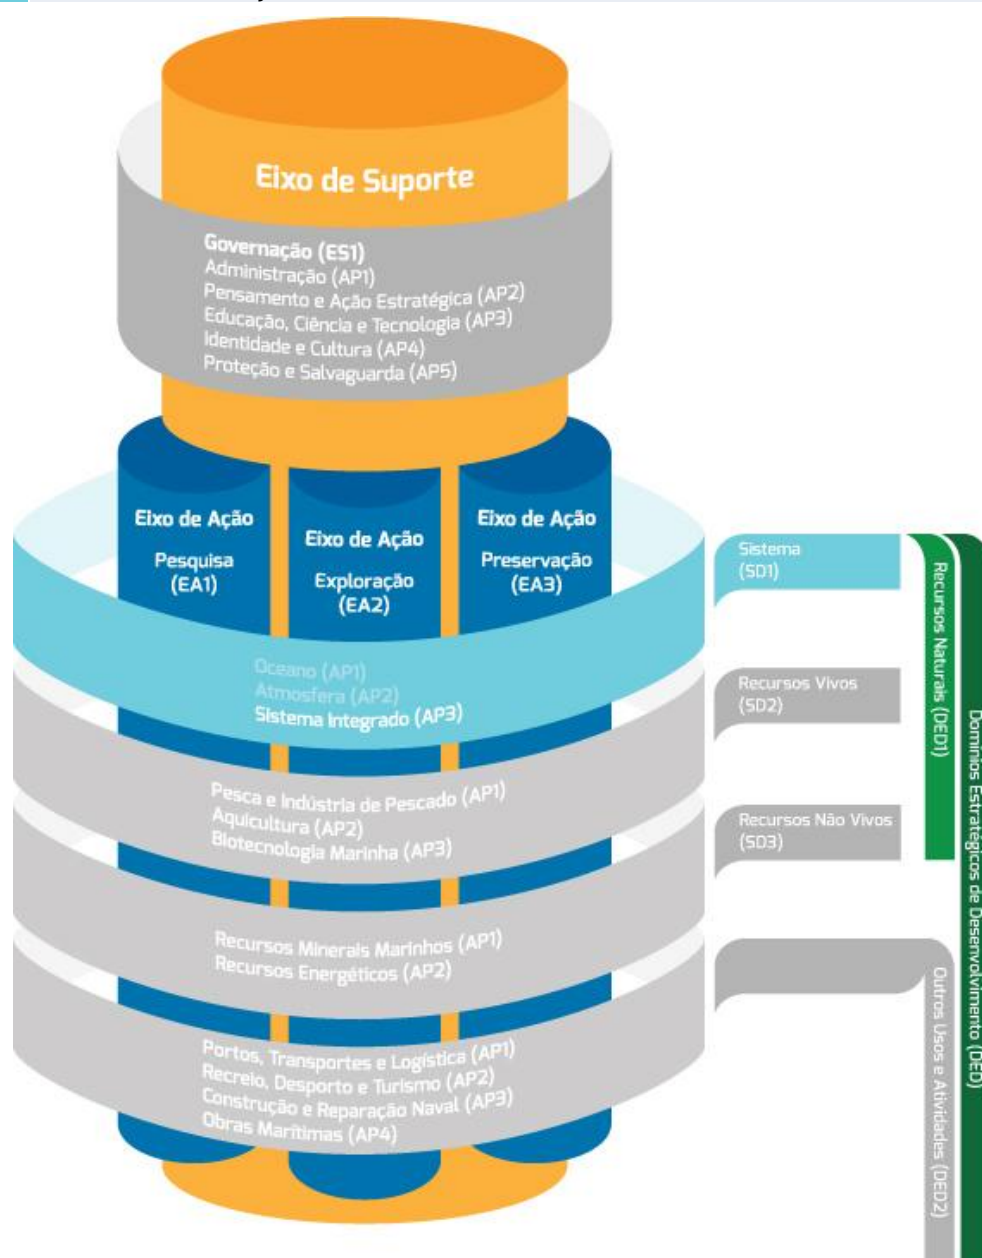 Eixo de Suporte
Governação (ES1)
Administração (AP1)
Pensamento e Ação Estratégica (AP2)
Educação, Ciência e Tecnologia (AP3)
Identidade e Cultura (AP4)
Proteção e Salvaguarda (AP5)
Eixo de Ação
Pesquisa
(EA1)
Eixo de Ação
Exploração
(EA2)
Eixo de Ação
Preservação
(EA3)
Oceano (AP1)
Atmosfera (AP2)
Sistema Integrado (AP3)
Sistema
(SD1)
Pesca e Indústria de Pescado (AP1)
Aquicultura (AP2)
Biotecnologia Marinha (AP3)
Recursos Vivos
(SD2)
Recursos Minerais Marinhos (AP1)
Recursos Energéticos (AP2)
Recursos Não Vivos
(SD3)
Portos, Transportes e Logística (AP1)
Recreio, Desporto e Turismo (AP2)
Construção e Reparação Naval (AP3)
Obras Marítimas (AP4)
Recursos Naturais (DED1)
Outros Usos e Atividades (DED2)
Domínios Estratégicos de Desenvolvimento (DED)